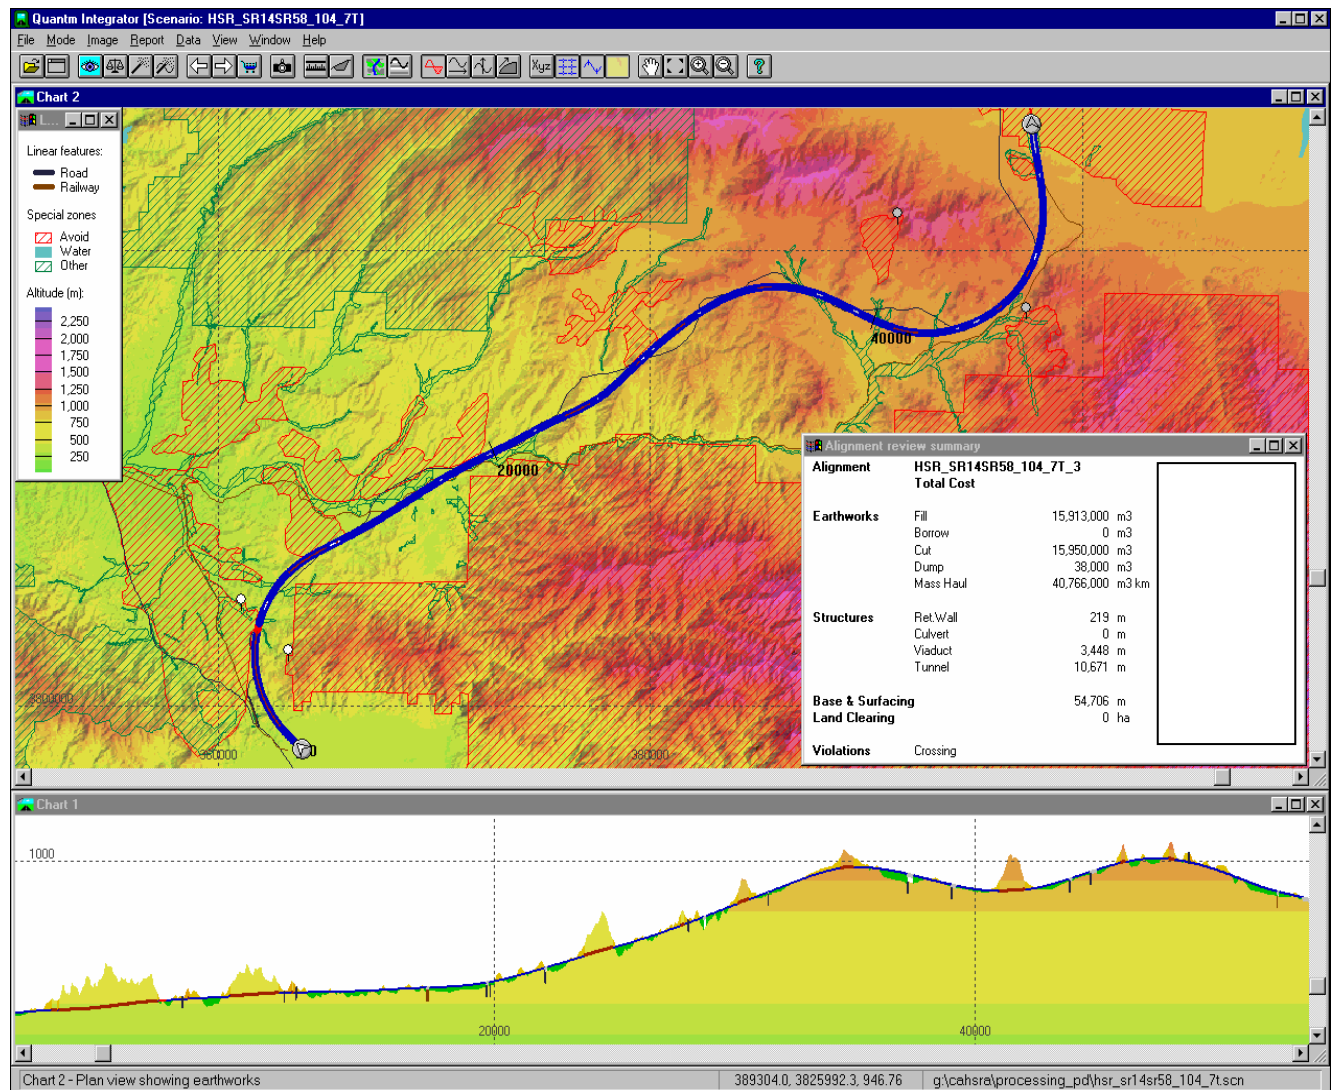 Quantm Integrator [Scenario: HSR_SR14SR58_104_7T]
File Mode Image Report Data View Window Help
Xyz
Chart 2
L...
Linear features:
Road
Railway
Special zones
Avoid
Water
Other
Altitude (m):
2,250
2,000
1,750
1,500
1,250
1,000
750
500
250
40000
20000
3800000
360000
380000
0
Alignment review summary
Alignment HSR_SR14SR58_104_7T_3
Total Cost
Earthworks Fill 15,913,000 m3
Borrow 0 m3
Cut 15,950,000 m3
Dump 38,000 m3
Mass Haul 40,766,000 m3 km
Structures Ret.Wall 219 m
Culvert 0 m
Viaduct 3,448 m
Tunnel 10,671 m
Base & Surfacing 54,706 m
Land Clearing 0 ha
Violations Crossing
Chart 1
1000
20000 40000
Chart 2 - Plan view showing earthworks 389304.0, 3825992.3, 946.76 g:\cahsra\processing_pd\hsr_sr14sr58_104_7t.scn